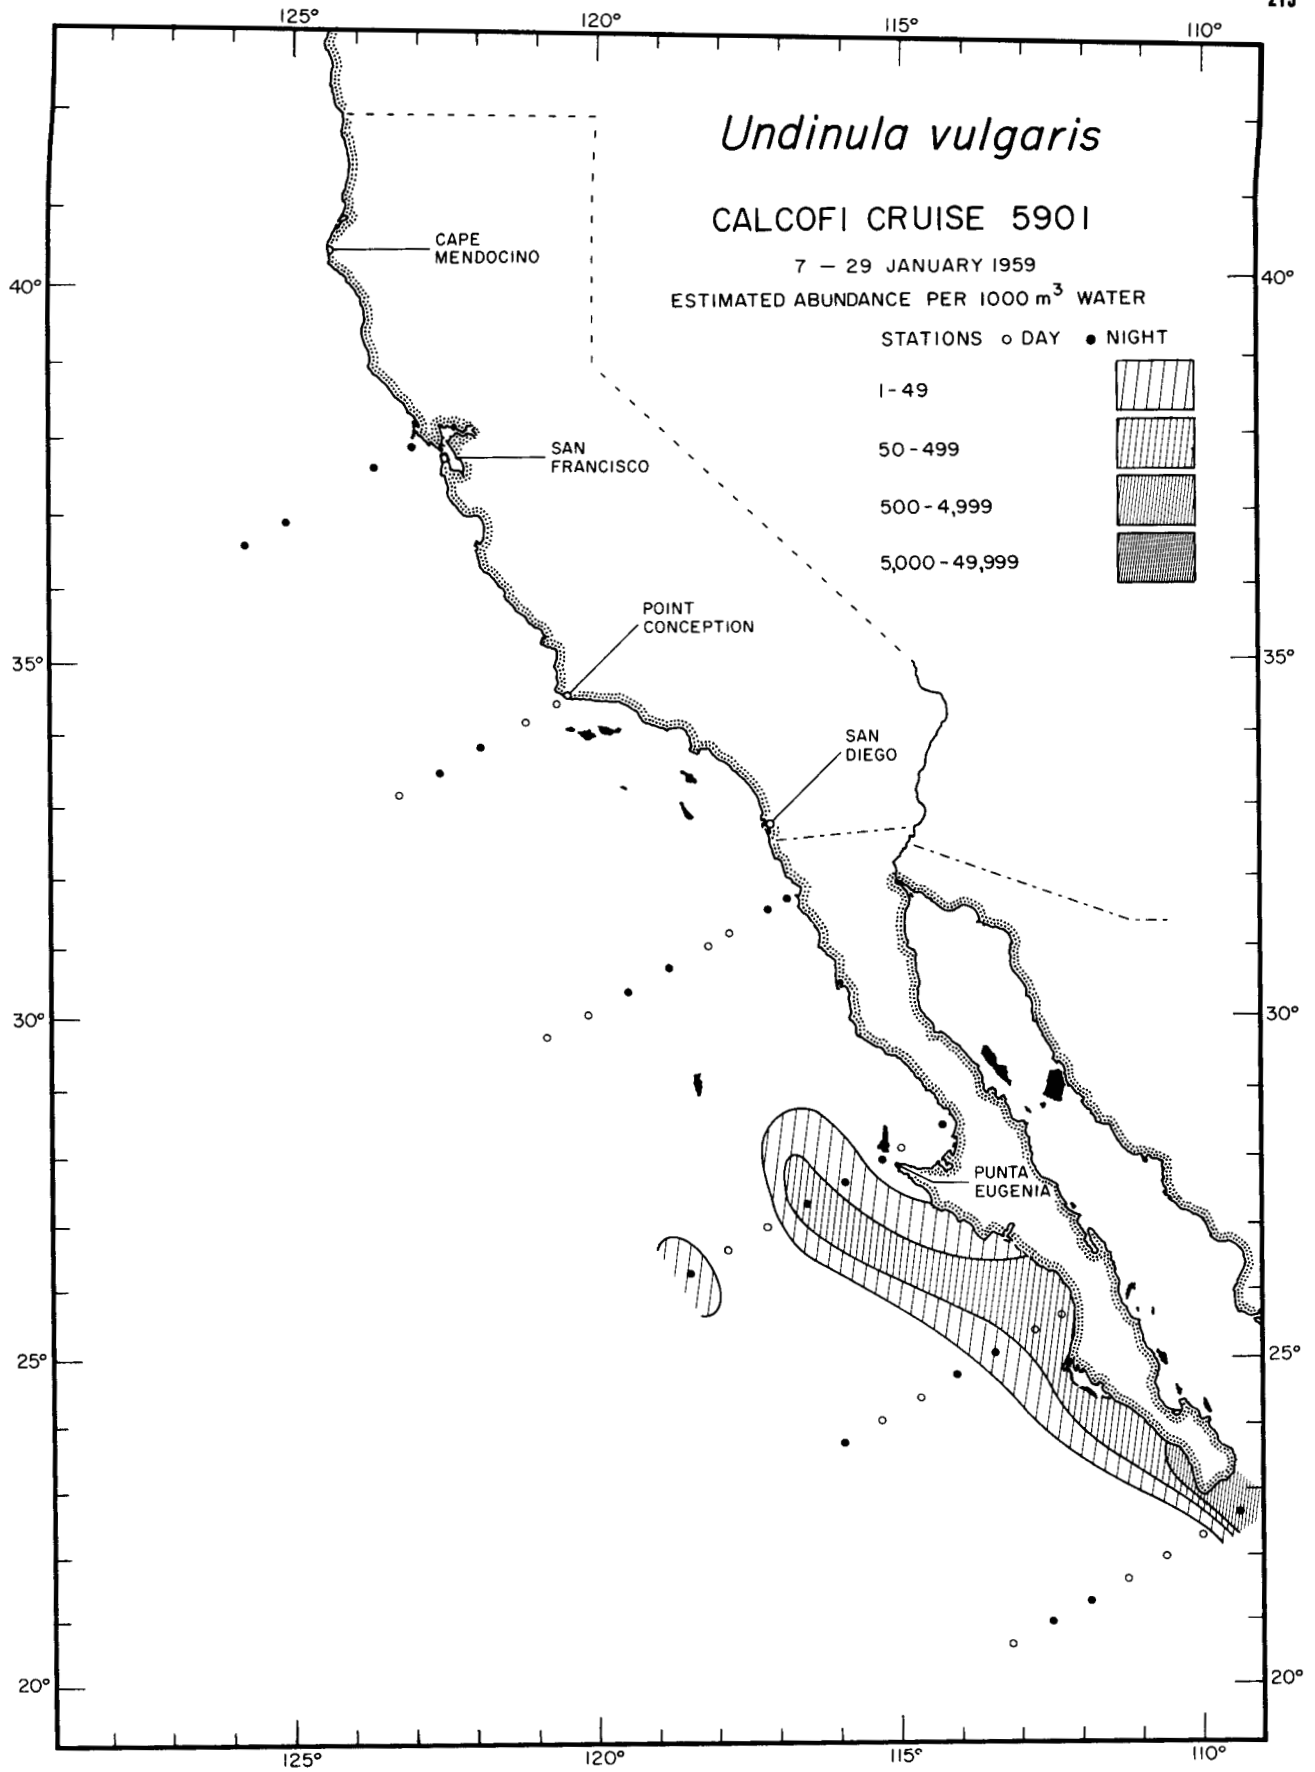 125° 120° 115° 110°
Undinula vulgaris
CALCOFI CRUISE 5901
7 – 29 JANUARY 1959
ESTIMATED ABUNDANCE PER 1000 m³ WATER
STATIONS ○ DAY ● NIGHT
1-49
50-499
500-4,999
5,000-49,999
CAPE
MENDOCINO
40° 40°
SAN
FRANCISCO
POINT
CONCEPTION
35° 35°
SAN
DIEGO
30° 30°
PUNTA
EUGENIA
25° 25°
20° 20°
125° 120° 115° 110°